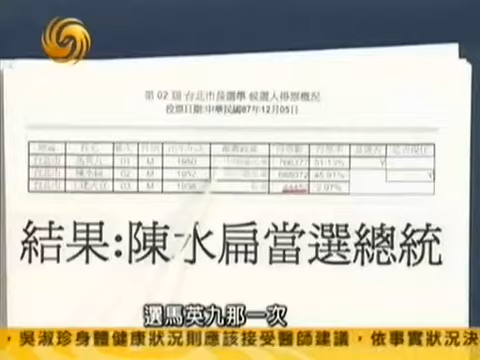 第 02 屆 台北市長選舉 候選人得票概況
投票日期:中華民國87年12月05日
台北市 01 M 1950 766377 51.13% Y
台北市 陳水扁 02 M 1952 688072 45.91% Y
台北市 王建 03 M 1938 44452 2.97%
結果:陳水扁當選總統
選馬英九那一次
，吳淑珍身體健康狀況則應該接受醫師建議，依事實狀況決